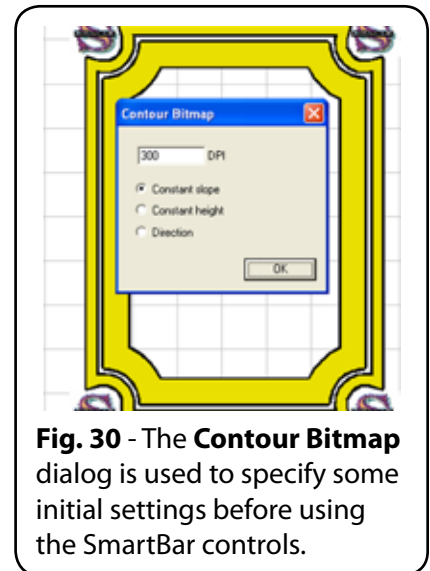 Contour Bitmap
300 DPI
Constant slope
Constant height
Direction
OK
Fig. 30 - The Contour Bitmap
dialog is used to specify some
initial settings before using
the SmartBar controls.